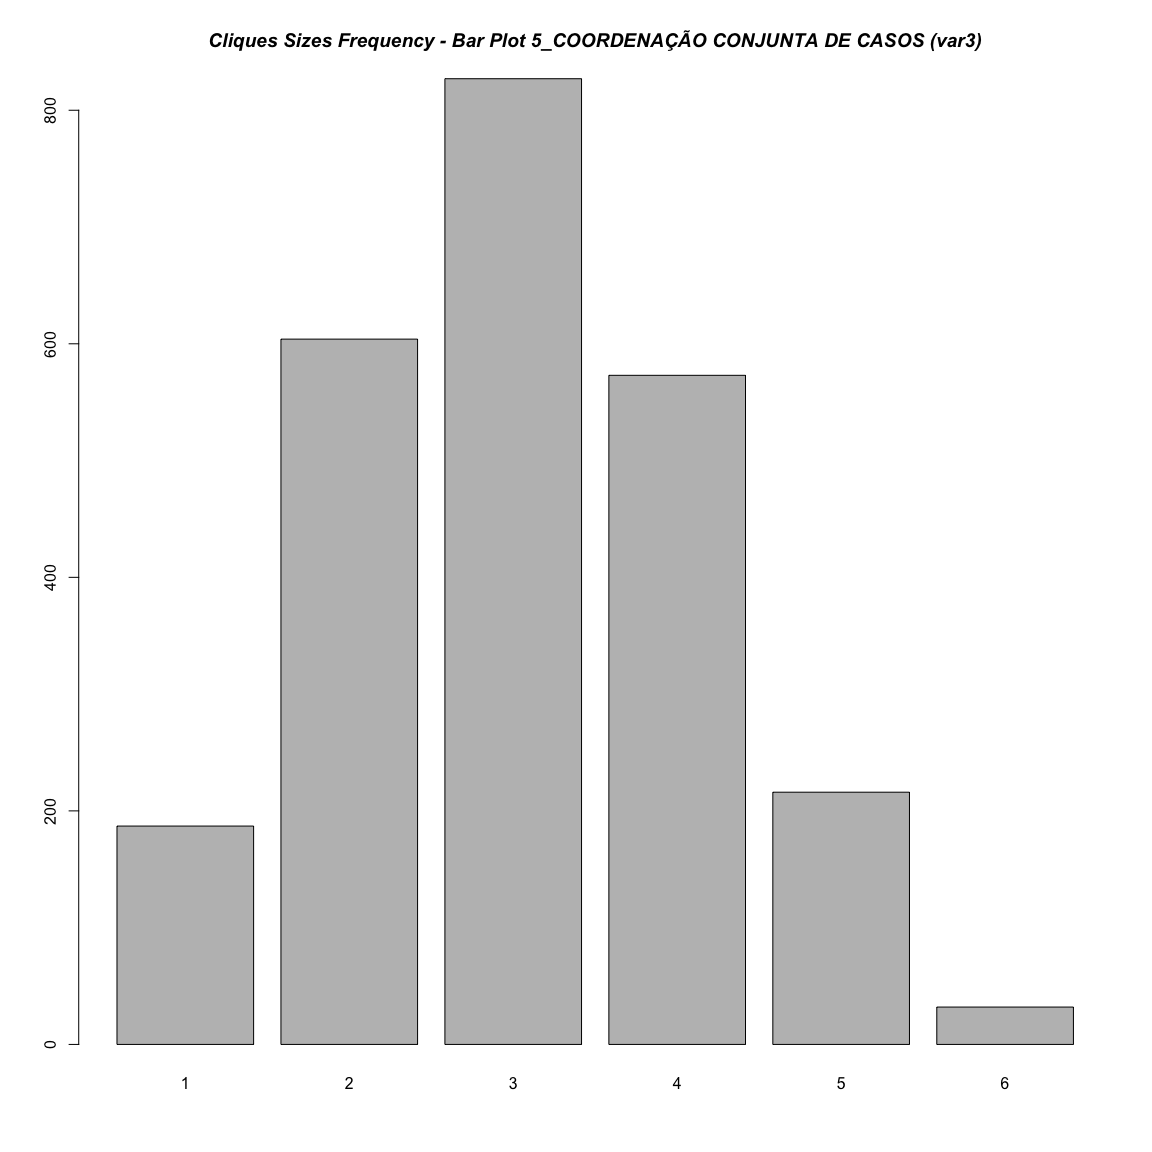 Cliques Sizes Frequency - Bar Plot 5_COORDENAÇÃO CONJUNTA DE CASOS (var3)
800
600
400
200
0
1 2 3 4 5 6